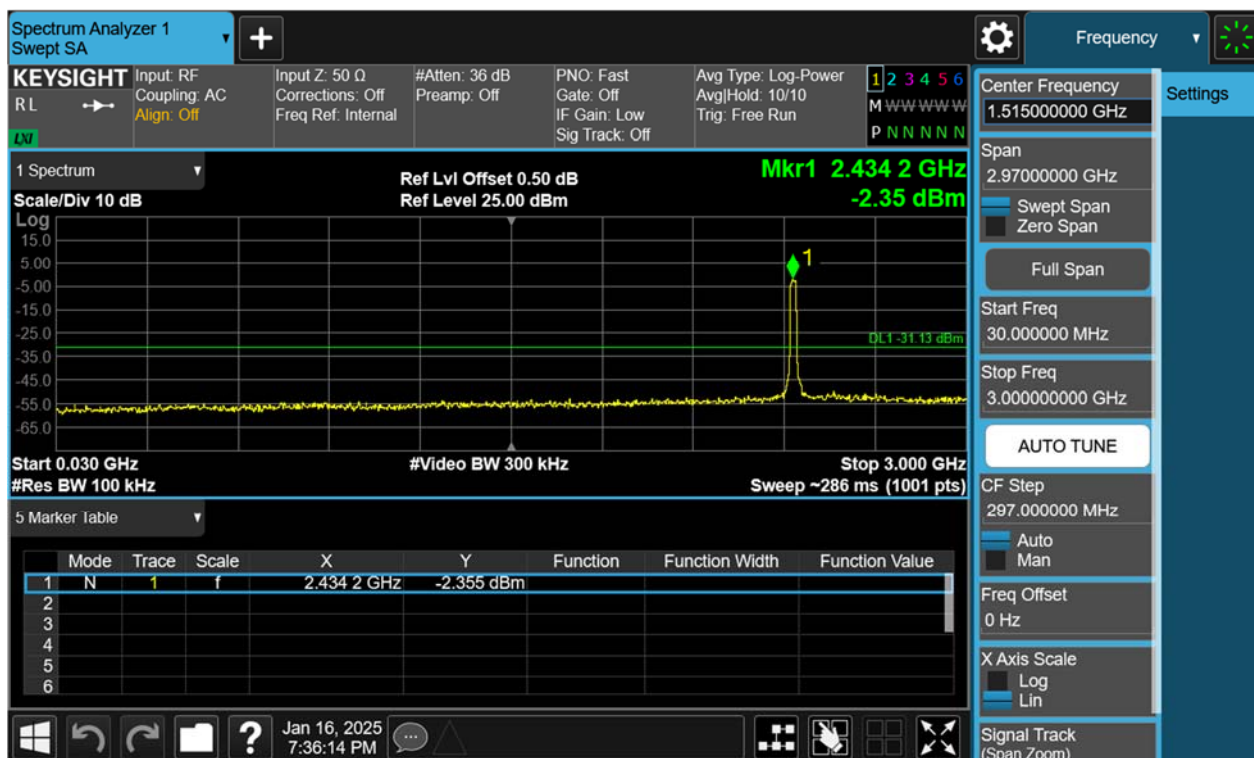 Spectrum Analyzer 1
Swept SA
+
Frequency
KEYSIGHT
RL
LXI
Input: RF
Coupling: AC
Align: Off
Input Z: 50 Ω
Corrections: Off
Freq Ref: Internal
#Atten: 36 dB
Preamp: Off
PNO: Fast
Gate: Off
IF Gain: Low
Sig Track: Off
Avg Type: Log-Power
Avg|Hold: 10/10
Trig: Free Run
1 2 3 4 5 6
M W W W W W
P N N N N N
1 Spectrum
Scale/Div 10 dB
Ref Lvl Offset 0.50 dB
Ref Level 25.00 dBm
Mkr1 2.434 2 GHz
-2.35 dBm
Log
15.0
5.00
-5.00
-15.0
-25.0
-35.0
-45.0
-55.0
-65.0
1
DL1 -31.13 dBm
Start 0.030 GHz
#Res BW 100 kHz
#Video BW 300 kHz
Stop 3.000 GHz
Sweep ~286 ms (1001 pts)
5 Marker Table
Mode Trace Scale X Y Function Function Width Function Value
1 N 1 f 2.434 2 GHz -2.355 dBm
2
3
4
5
6
?
Jan 16, 2025
7:36:14 PM
Center Frequency
1.515000000 GHz
Settings
Span
2.97000000 GHz
Swept Span
Zero Span
Full Span
Start Freq
30.000000 MHz
Stop Freq
3.000000000 GHz
AUTO TUNE
CF Step
297.000000 MHz
Auto
Man
Freq Offset
0 Hz
X Axis Scale
Log
Lin
Signal Track
(Span Zoom)